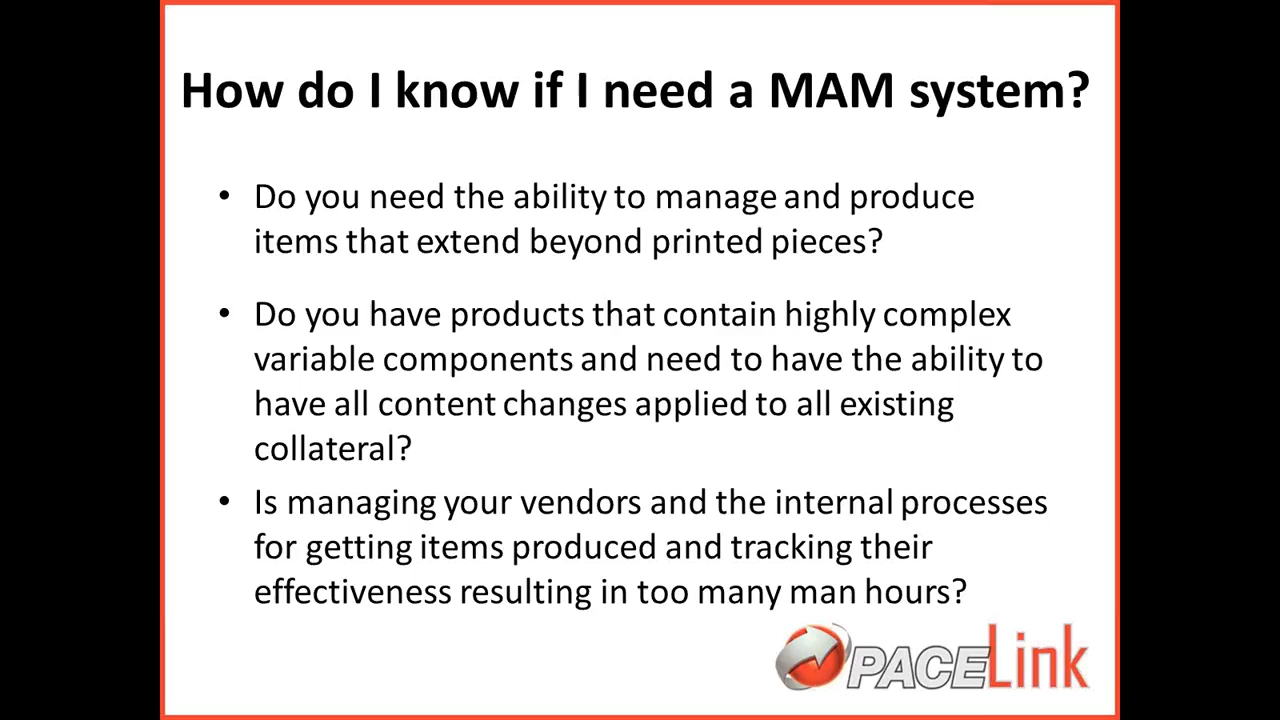 How do I know if I need a MAM system?
• Do you need the ability to manage and produce
items that extend beyond printed pieces?
• Do you have products that contain highly complex
variable components and need to have the ability to
have all content changes applied to all existing
collateral?
• Is managing your vendors and the internal processes
for getting items produced and tracking their
effectiveness resulting in too many man hours?
PACELink